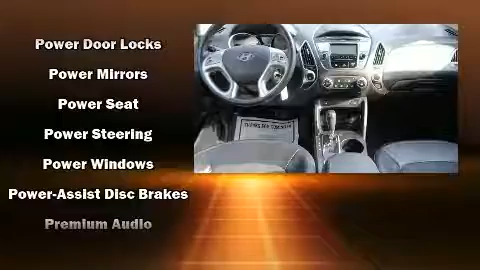 Power Door Locks
Power Mirrors
Power Seat
Power Steering
Power Windows
Power-Assist Disc Brakes
Premium Audio